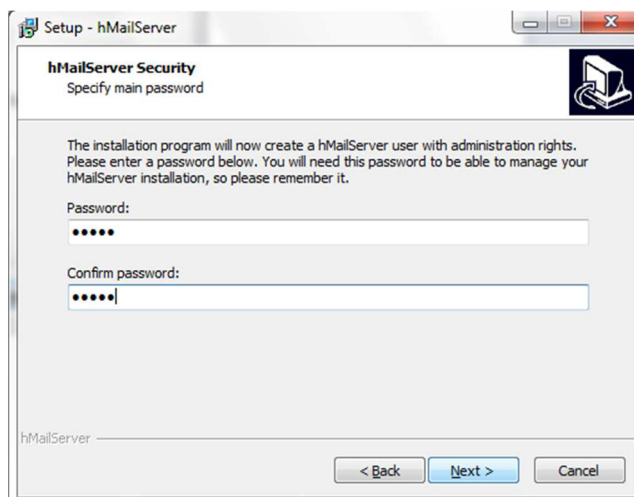 Setup - hMailServer
hMailServer Security
Specify main password
The installation program will now create a hMailServer user with administration rights.
Please enter a password below. You will need this password to be able to manage your
hMailServer installation, so please remember it.
Password:
•••••
Confirm password:
•••••
hMailServer
< Back
Next >
Cancel